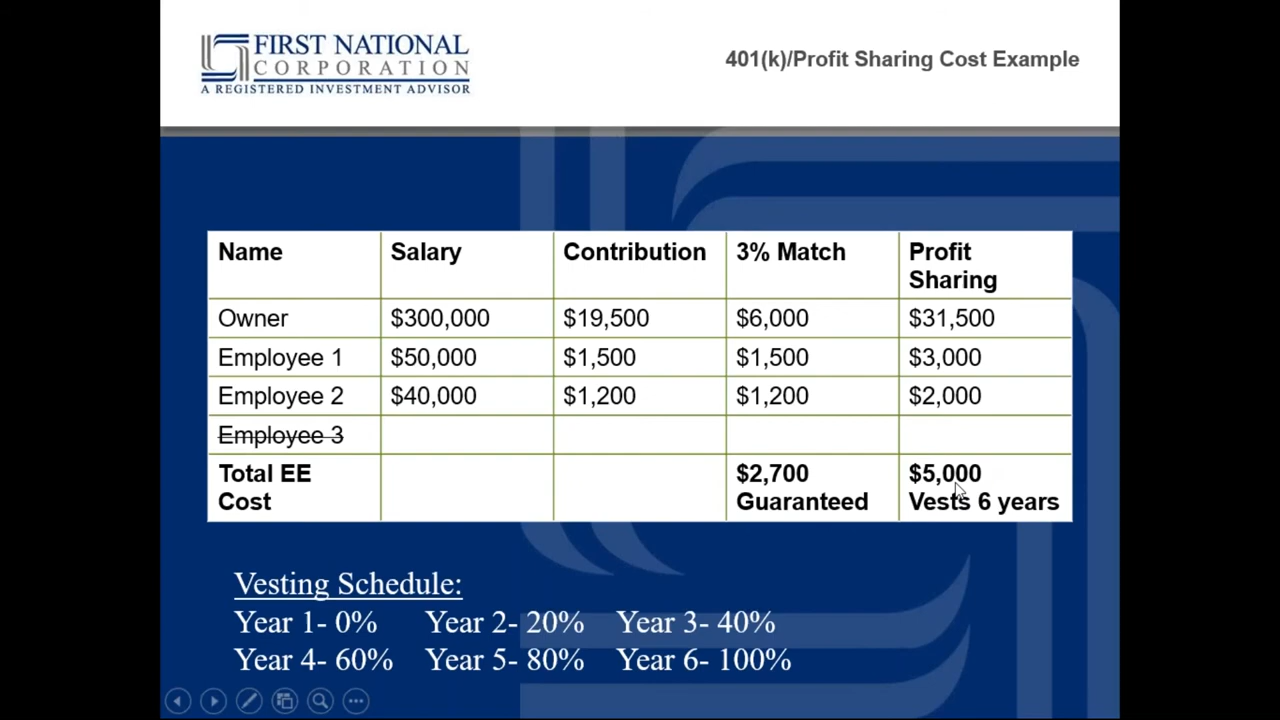 FIRST NATIONAL
CORPORATION
A REGISTERED INVESTMENT ADVISOR
401(k)/Profit Sharing Cost Example
Name Salary Contribution 3% Match Profit
Sharing
Owner $300,000 $19,500 $6,000 $31,500
Employee 1 $50,000 $1,500 $1,500 $3,000
Employee 2 $40,000 $1,200 $1,200 $2,000
Employee 3
Total EE $2,700 $5,000
Cost Guaranteed Vests 6 years
Vesting Schedule:
Year 1- 0% Year 2- 20% Year 3- 40%
Year 4- 60% Year 5- 80% Year 6- 100%